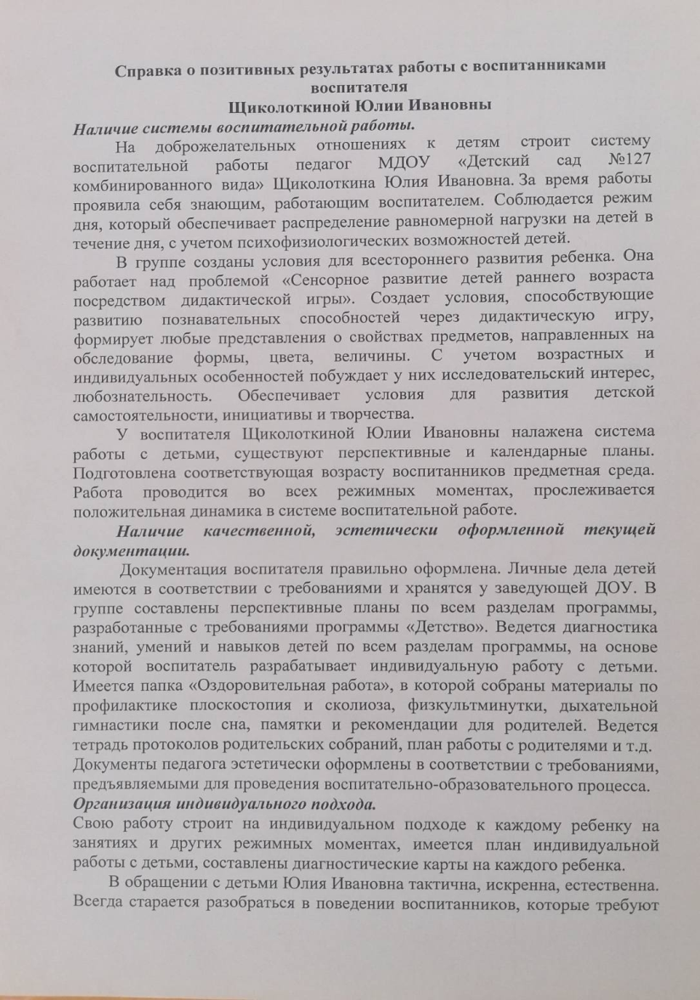 Справка о позитивных результатах работы с воспитанниками
воспитателя
Щиколоткиной Юлии Ивановны
Наличие системы воспитательной работы.
На доброжелательных отношениях к детям строит систему
воспитательной работы педагог МДОУ «Детский сад №127
комбинированного вида» Щиколоткина Юлия Ивановна. За время работы
проявила себя знающим, работающим воспитателем. Соблюдается режим
дня, который обеспечивает распределение равномерной нагрузки на детей в
течение дня, с учетом психофизиологических возможностей детей.
В группе созданы условия для всестороннего развития ребенка. Она
работает над проблемой «Сенсорное развитие детей раннего возраста
посредством дидактической игры». Создает условия, способствующие
развитию познавательных способностей через дидактическую игру,
формирует любые представления о свойствах предметов, направленных на
обследование формы, цвета, величины. С учетом возрастных и
индивидуальных особенностей побуждает у них исследовательский интерес,
любознательность. Обеспечивает условия для развития детской
самостоятельности, инициативы и творчества.
У воспитателя Щиколоткиной Юлии Ивановны налажена система
работы с детьми, существуют перспективные и календарные планы.
Подготовлена соответствующая возрасту воспитанников предметная среда.
Работа проводится во всех режимных моментах, прослеживается
положительная динамика в системе воспитательной работе.
Наличие качественной, эстетически оформленной текущей
документации.
Документация воспитателя правильно оформлена. Личные дела детей
имеются в соответствии с требованиями и хранятся у заведующей ДОУ. В
группе составлены перспективные планы по всем разделам программы,
разработанные с требованиями программы «Детство». Ведется диагностика
знаний, умений и навыков детей по всем разделам программы, на основе
которой воспитатель разрабатывает индивидуальную работу с детьми.
Имеется папка «Оздоровительная работа», в которой собраны материалы по
профилактике плоскостопия и сколиоза, физкультминутки, дыхательной
гимнастики после сна, памятки и рекомендации для родителей. Ведется
тетрадь протоколов родительских собраний, план работы с родителями и т.д.
Документы педагога эстетически оформлены в соответствии с требованиями,
предъявляемыми для проведения воспитательно-образовательного процесса.
Организация индивидуального подхода.
Свою работу строит на индивидуальном подходе к каждому ребенку на
занятиях и других режимных моментах, имеется план индивидуальной
работы с детьми, составлены диагностические карты на каждого ребенка.
В обращении с детьми Юлия Ивановна тактична, искренна, естественна.
Всегда старается разобраться в поведении воспитанников, которые требуют